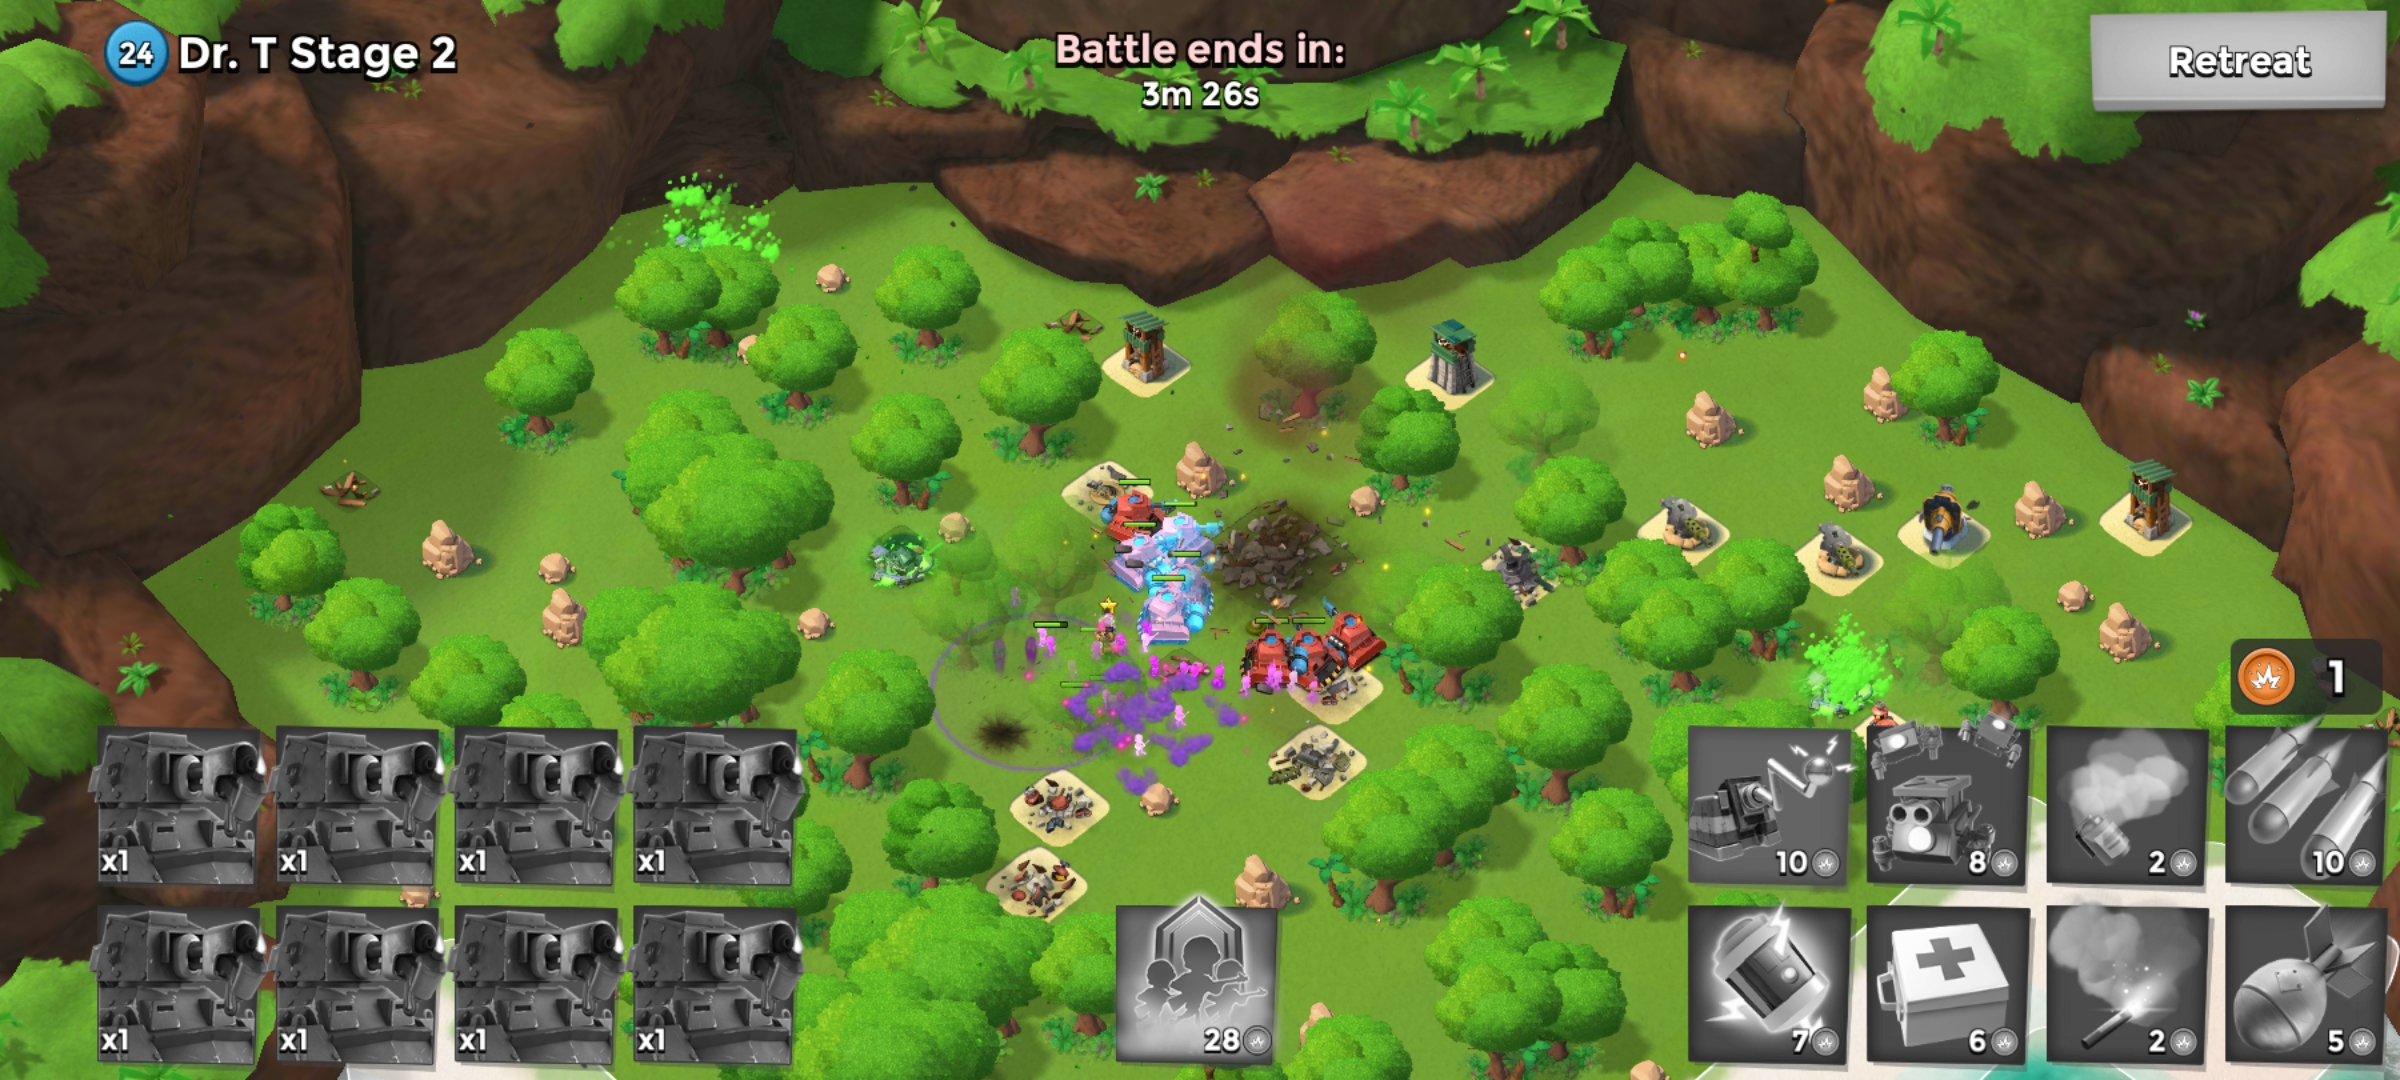 24 Dr. T Stage 2
Battle ends in:
3m 26s
Retreat
1
x1 x1 x1 x1
10 8 2 10
x1 x1 x1 x1
28
7 6 2 5